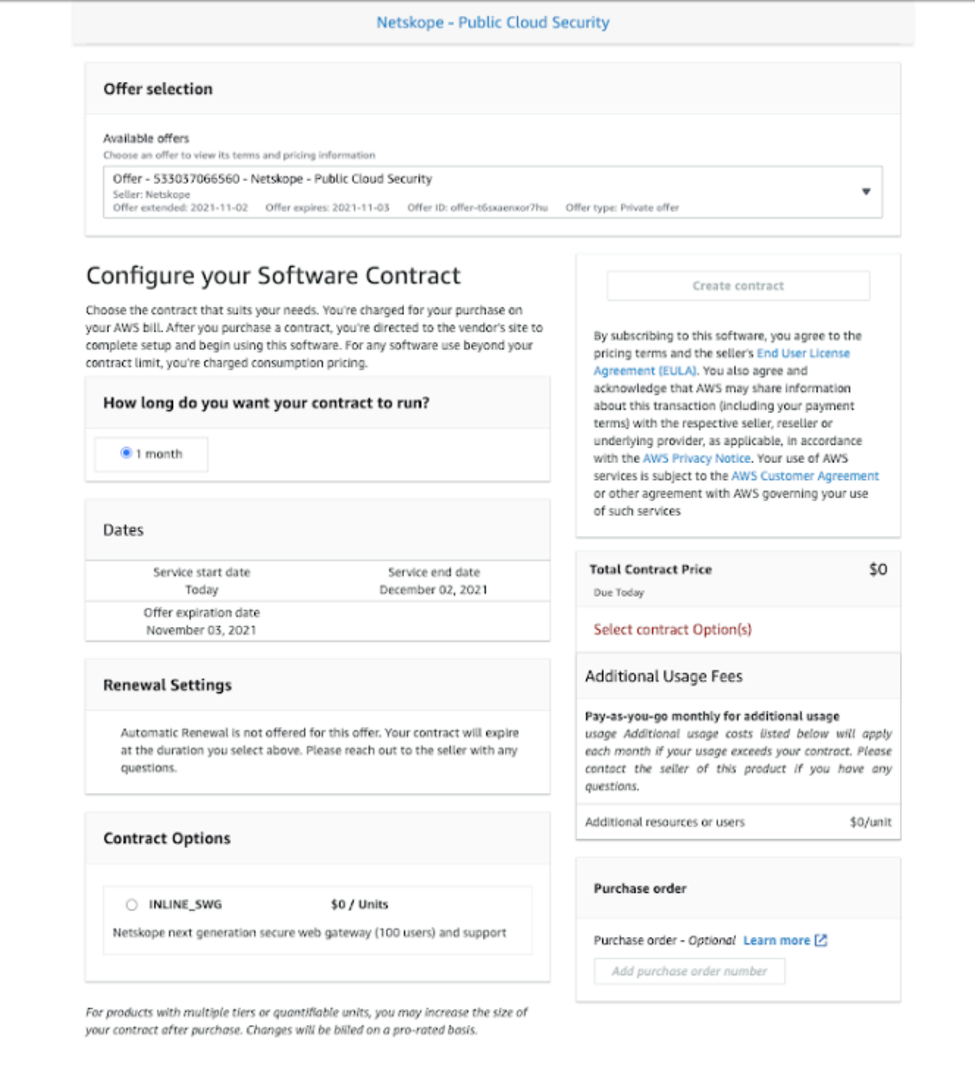 Netskope - Public Cloud Security
Offer selection
Available offers
Choose an offer to view its terms and pricing information
Offer - 533037066560 - Netskope - Public Cloud Security
Seller: Netskope
Offer extended: 2021-11-02 Offer expires: 2021-11-03 Offer ID: offer-t6sxaenxor7hu Offer type: Private offer
Configure your Software Contract
Choose the contract that suits your needs. You're charged for your purchase on
your AWS bill. After you purchase a contract, you're directed to the vendor's site to
complete setup and begin using this software. For any software use beyond your
contract limit, you're charged consumption pricing.
How long do you want your contract to run?
1 month
Dates
Service start date Service end date
Today December 02, 2021
Offer expiration date
November 03, 2021
Renewal Settings
Automatic Renewal is not offered for this offer. Your contract will expire
at the duration you select above. Please reach out to the seller with any
questions.
Contract Options
INLINE_SWG $0 / Units
Netskope next generation secure web gateway (100 users) and support
For products with multiple tiers or quantifiable units, you may increase the size of
your contract after purchase. Changes will be billed on a pro-rated basis.
Create contract
By subscribing to this software, you agree to the
pricing terms and the seller's End User License
Agreement (EULA). You also agree and
acknowledge that AWS may share information
about this transaction (including your payment
terms) with the respective seller, reseller or
underlying provider, as applicable, in accordance
with the AWS Privacy Notice. Your use of AWS
services is subject to the AWS Customer Agreement
or other agreement with AWS governing your use
of such services
Total Contract Price $0
Due Today
Select contract Option(s)
Additional Usage Fees
Pay-as-you-go monthly for additional usage
usage Additional usage costs listed below will apply
each month if your usage exceeds your contract. Please
contact the seller of this product if you have any
questions.
Additional resources or users $0/unit
Purchase order
Purchase order - Optional Learn more
Add purchase order number